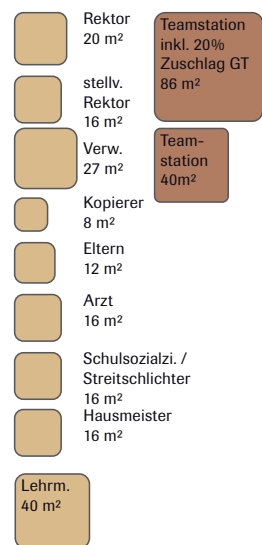 Rektor
20 m²
stellv.
Rektor
16 m²
Verw.
27 m²
Kopierer
8 m²
Eltern
12 m²
Arzt
16 m²
Schulsozialzi. /
Streitschlichter
16 m²
Hausmeister
16 m²
Lehrm.
40 m²
Teamstation
inkl. 20%
Zuschlag GT
86 m²
Team-
station
40m²